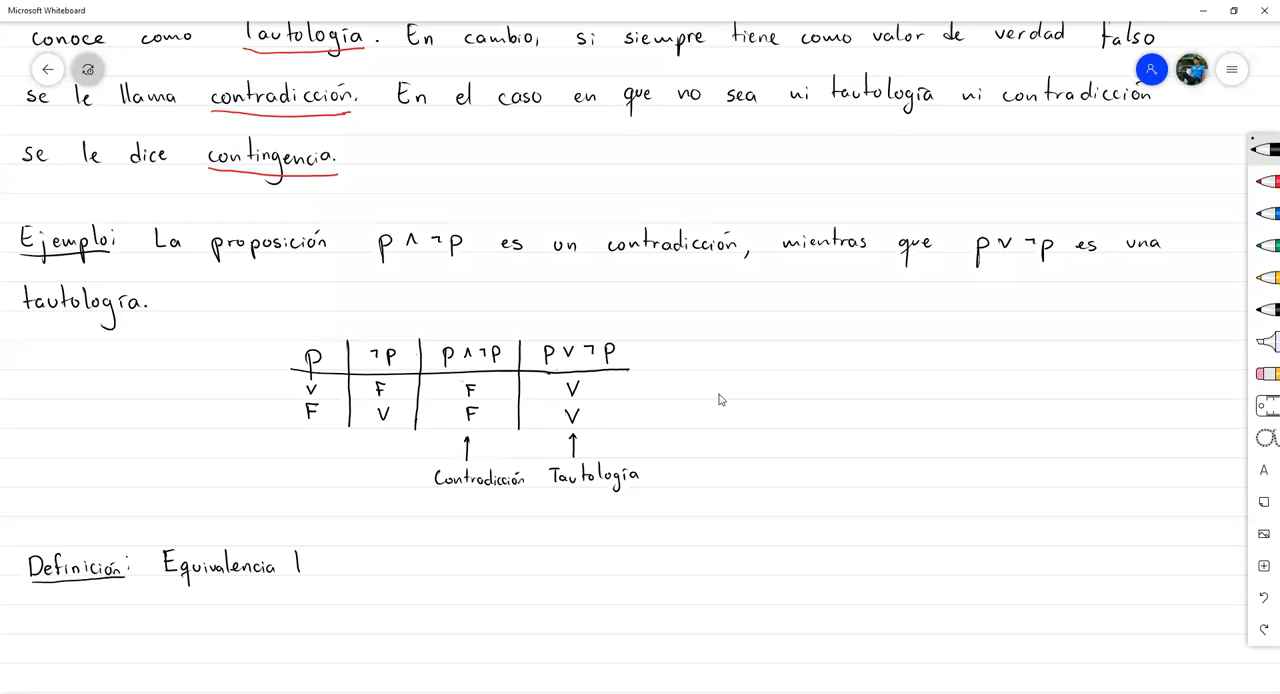 Microsoft Whiteboard
conoce como tautología. En cambio, si siempre tiene como valor de verdad falso
se le llama contradicción. En el caso en que no sea ni tautología ni contradicción
se le dice contingencia.
Ejemplo: La proposición p ∧ ¬p es un contradicción, mientras que p ∨ ¬p es una
tautología.
p ¬p p ∧ ¬p p ∨ ¬p
V F F V
F V F V
↑ ↑
Contradicción Tautología
Definición: Equivalencia l
A